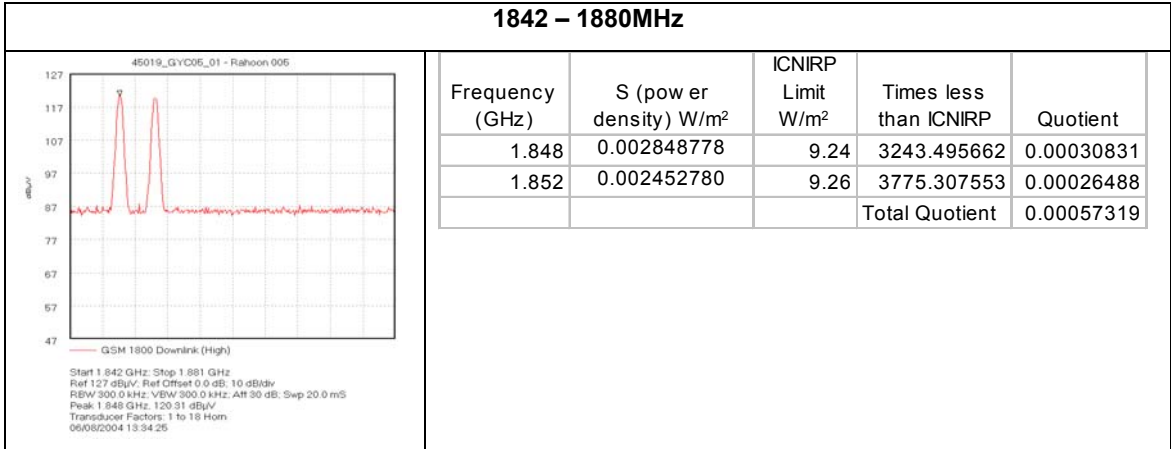 1842 – 1880MHz
45019_GYC05_01 - Rahoon 005
127
117
107
97
87
77
67
57
47
dBµV
GSM 1800 Downlink (High)
Start 1.842 GHz; Stop 1.881 GHz
Ref 127 dBµV; Ref Offset 0.0 dB; 10 dB/div
RBW 300.0 kHz; VBW 300.0 kHz; Att 30 dB; Swp 20.0 mS
Peak 1.848 GHz, 120.31 dBµV
Transducer Factors: 1 to 18 Horn
06/08/2004 13:34:25
Frequency (GHz) S (pow er density) W/m² ICNIRP Limit W/m² Times less than ICNIRP Quotient
1.848 0.002848778 9.24 3243.495662 0.00030831
1.852 0.002452780 9.26 3775.307553 0.00026488
Total Quotient 0.00057319